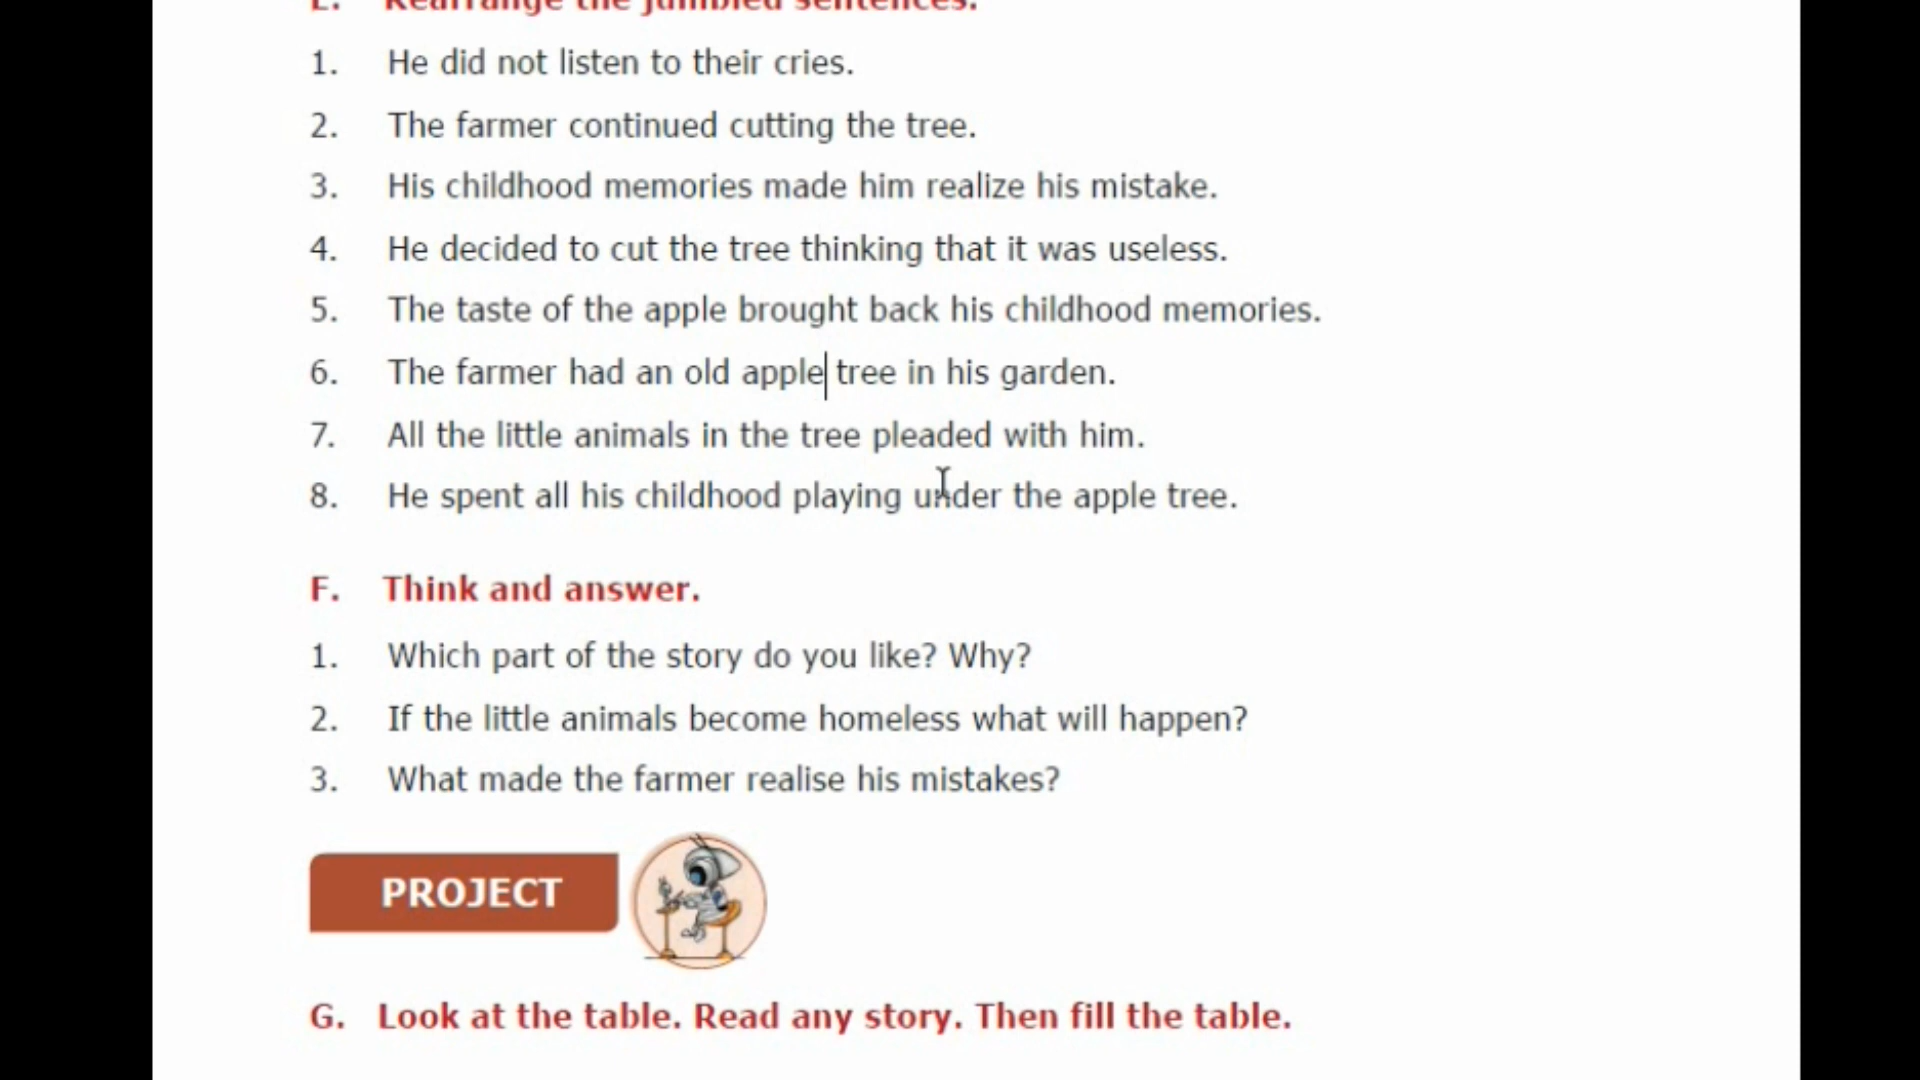 E. Rearrange the jumbled sentences.
1. He did not listen to their cries.
2. The farmer continued cutting the tree.
3. His childhood memories made him realize his mistake.
4. He decided to cut the tree thinking that it was useless.
5. The taste of the apple brought back his childhood memories.
6. The farmer had an old apple tree in his garden.
7. All the little animals in the tree pleaded with him.
8. He spent all his childhood playing under the apple tree.
F. Think and answer.
1. Which part of the story do you like? Why?
2. If the little animals become homeless what will happen?
3. What made the farmer realise his mistakes?
PROJECT
G. Look at the table. Read any story. Then fill the table.